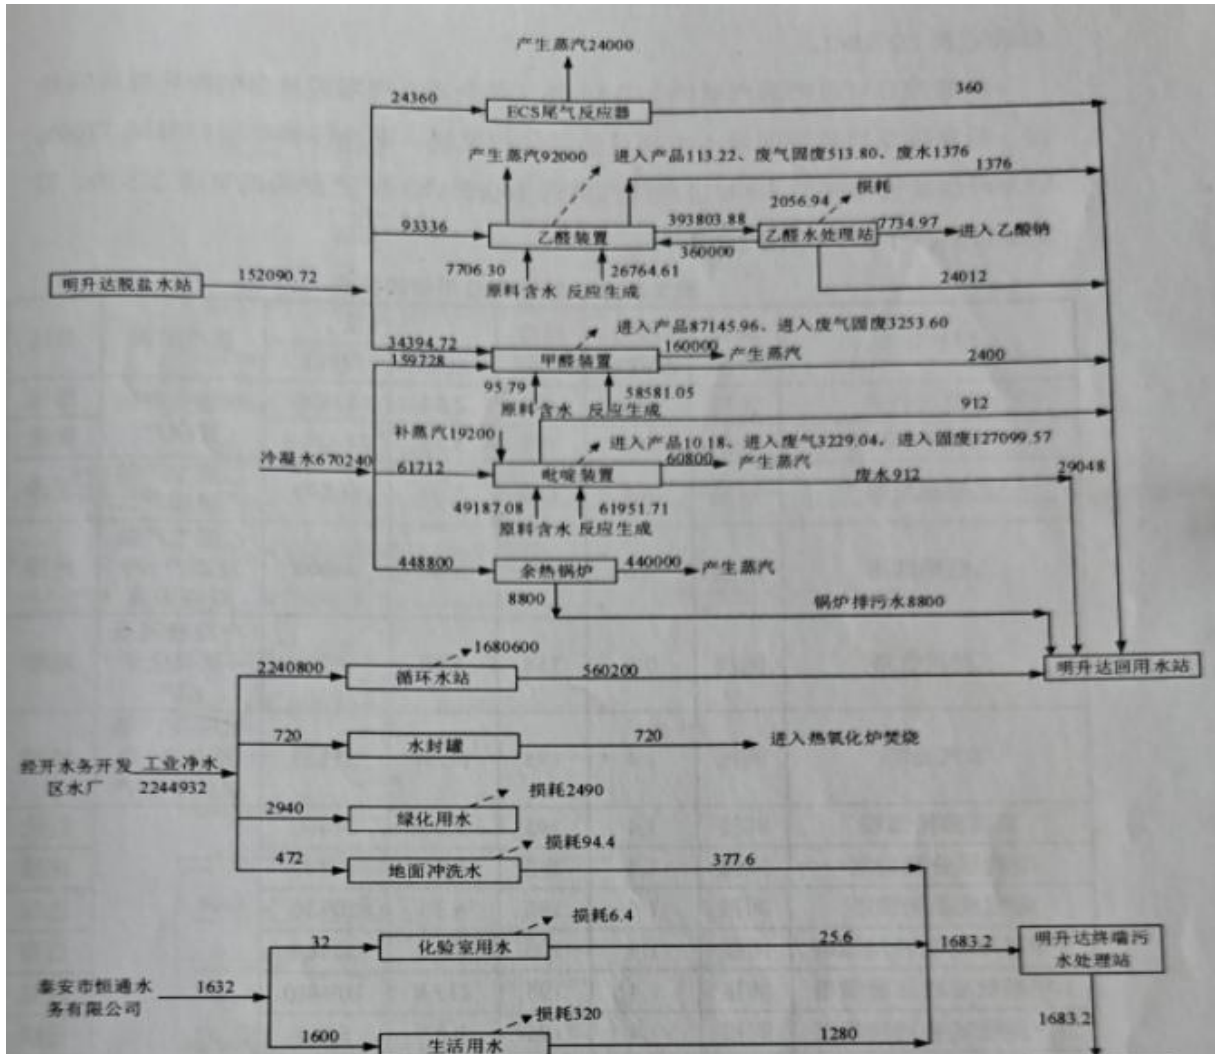 产生蒸汽24000
24360
ECS尾气反应器
360
产生蒸汽92000
进入产品113.22、废气固废513.80、废水1376
1376
损耗
2056.94
93336
乙醛装置
393803.88
360000
乙醛水处理站
7734.97
进入乙酸钠
7706.30
26764.61
原料含水 反应生成
24012
明升达脱盐水站
152090.72
进入产品87145.96、进入废气固废3253.60
34394.72
159728
甲醛装置
160000
产生蒸汽
2400
95.79
58581.05
原料含水 反应生成
912
补蒸汽19200
进入产品10.18、进入废气3229.04，进入固废127099.57
冷凝水670240
61712
吡啶装置
60800
产生蒸汽
废水912
29048
49187.08
61951.71
原料含水 反应生成
448800
余热锅炉
440000
产生蒸汽
8800
锅炉排污水8800
1680600
2240800
循环水站
560200
明升达回用水站
720
水封罐
720
进入热氧化炉焚烧
经开水务开发
区水厂
工业净水
2244932
损耗2490
2940
绿化用水
损耗94.4
472
地面冲洗水
377.6
损耗6.4
32
化验室用水
25.6
1683.2
明升达终端污
水处理站
泰安市恒通水
务有限公司
1632
损耗320
1683.2
1600
生活用水
1280